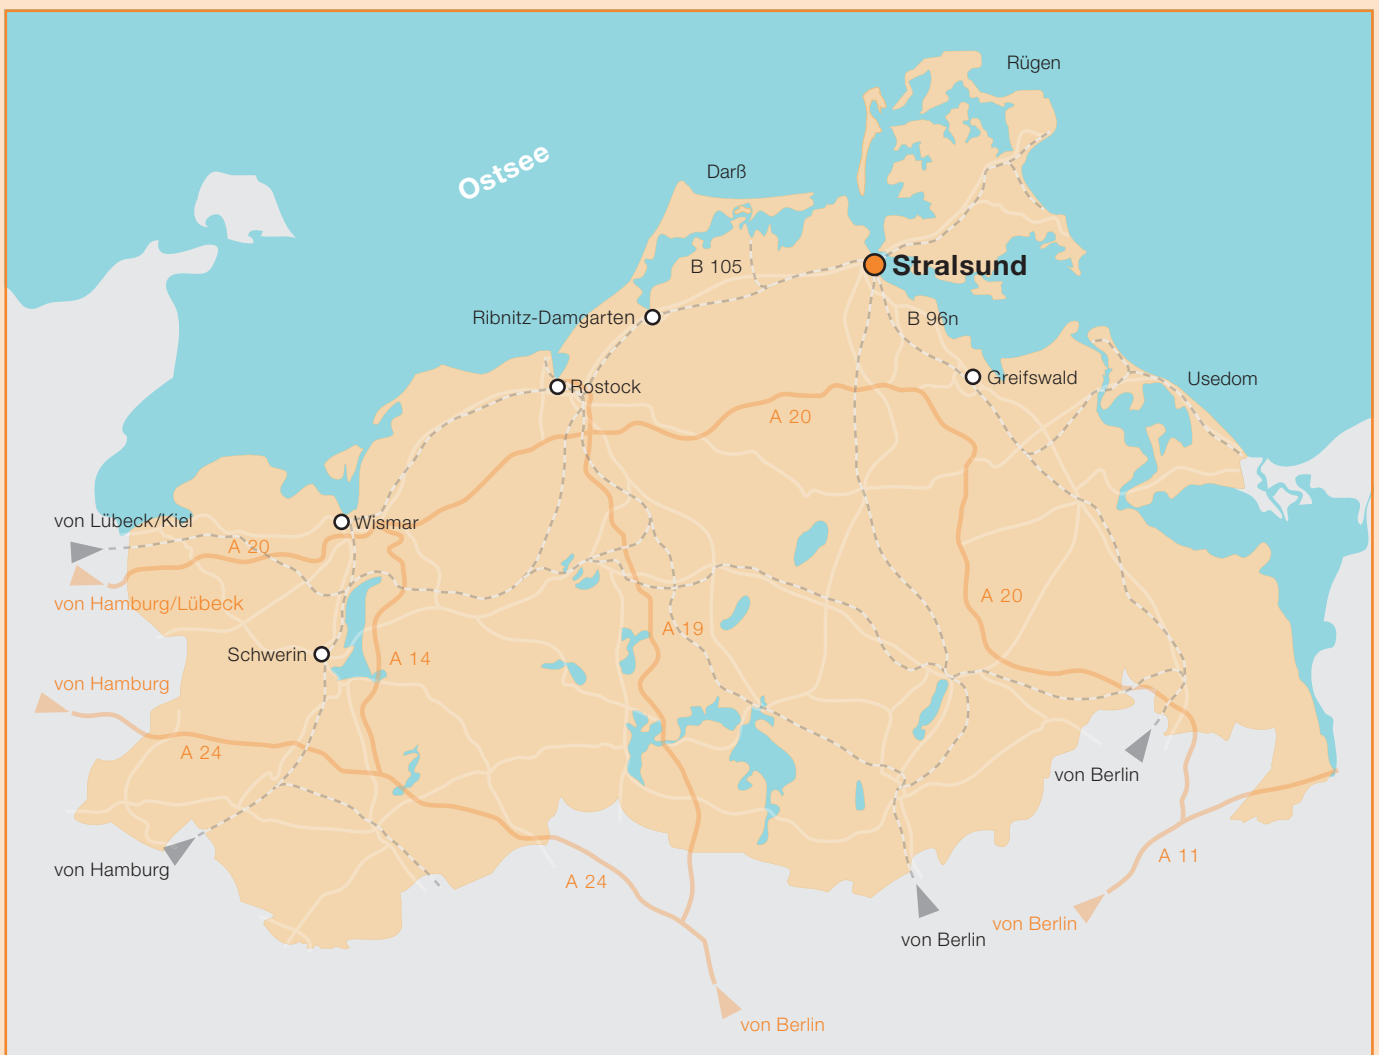 Rügen
Ostsee
Darß
B 105
Stralsund
Ribnitz-Damgarten
B 96n
Rostock
Greifswald
Usedom
A 20
von Lübeck/Kiel
Wismar
A 20
von Hamburg/Lübeck
A 20
A 19
Schwerin
A 14
von Hamburg
A 24
von Berlin
von Hamburg
A 24
A 11
von Berlin
von Berlin
von Berlin